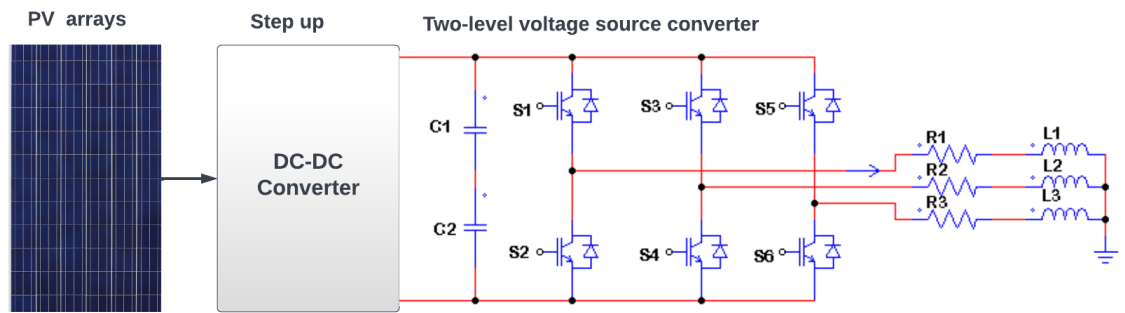 PV arrays
Step up
Two-level voltage source converter
DC-DC
Converter
C1
C2
S1
S3
S5
S2
S4
S6
R1
L1
R2
L2
R3
L3